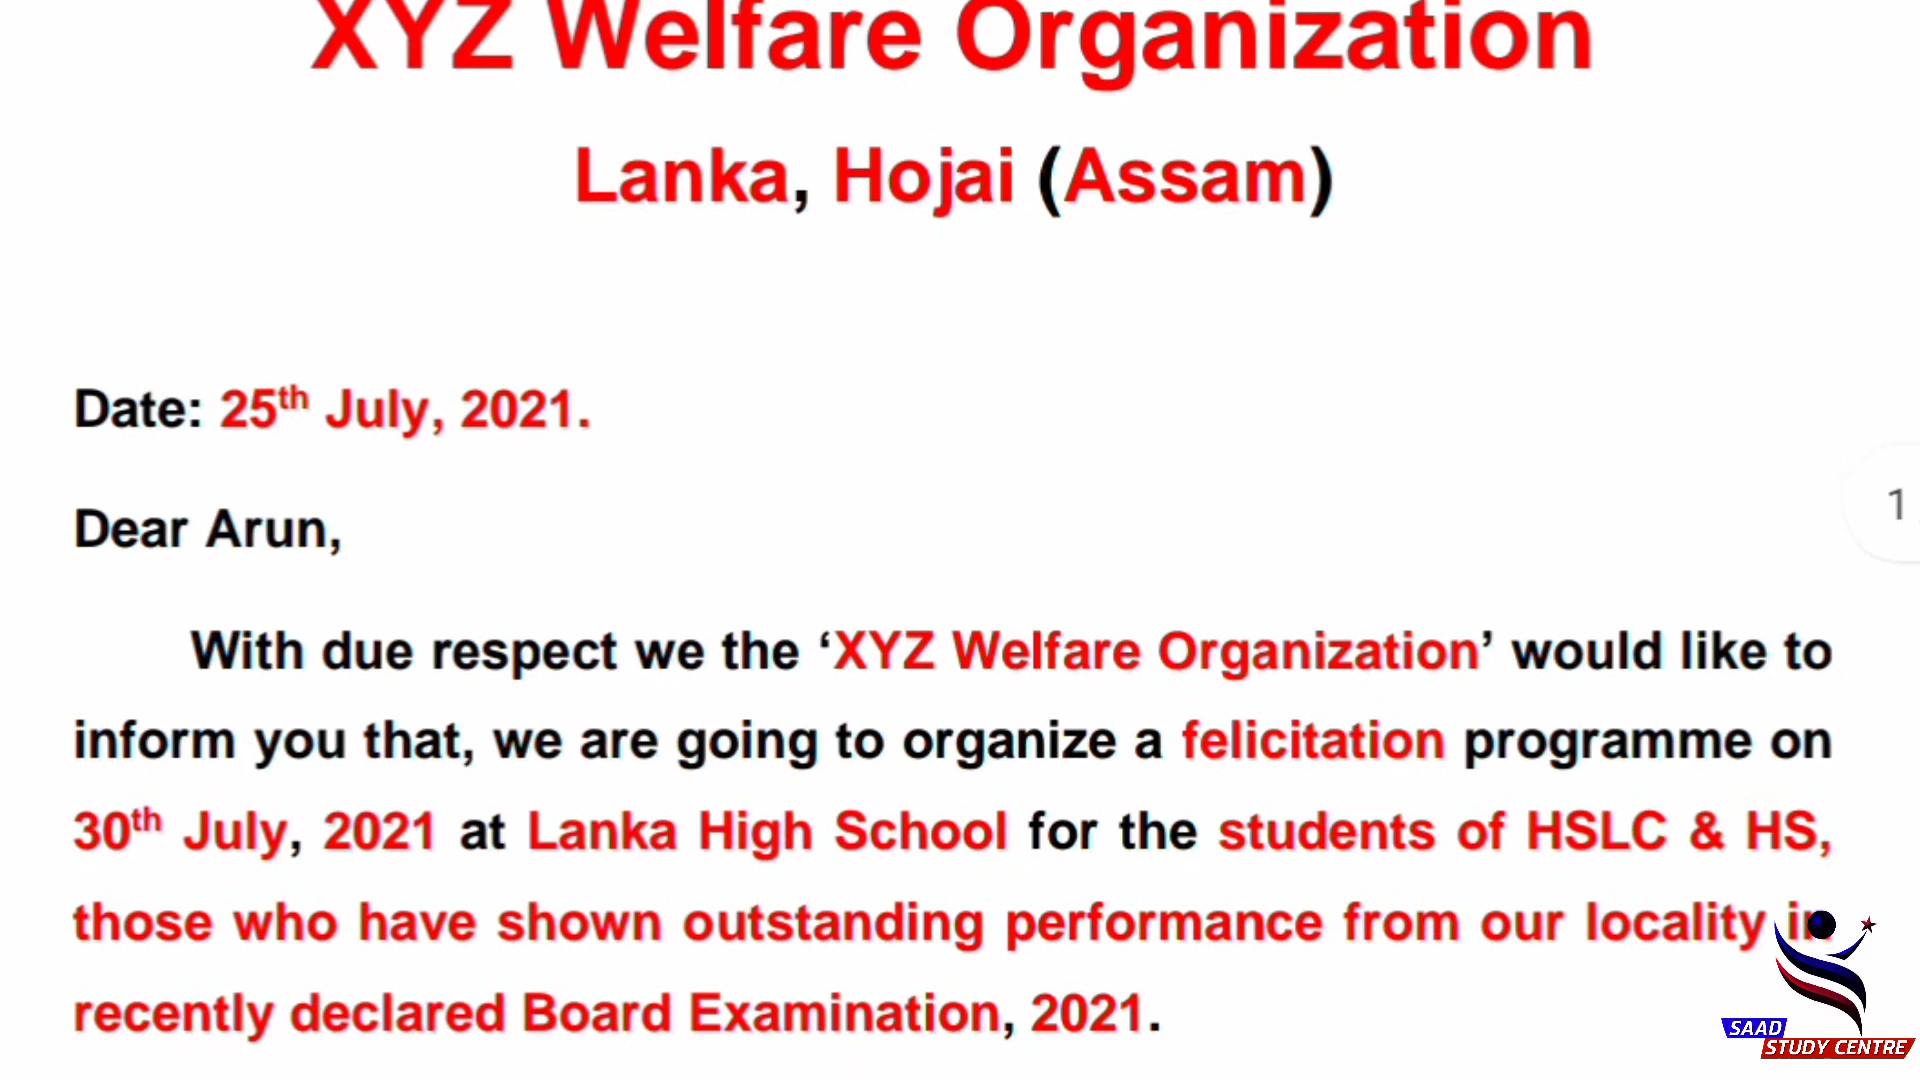 XYZ Welfare Organization
Lanka, Hojai (Assam)
Date: 25th July, 2021.
Dear Arun,
1
With due respect we the ‘XYZ Welfare Organization’ would like to
inform you that, we are going to organize a felicitation programme on
30th July, 2021 at Lanka High School for the students of HSLC & HS,
those who have shown outstanding performance from our locality in
recently declared Board Examination, 2021.
SAAD
STUDY CENTRE